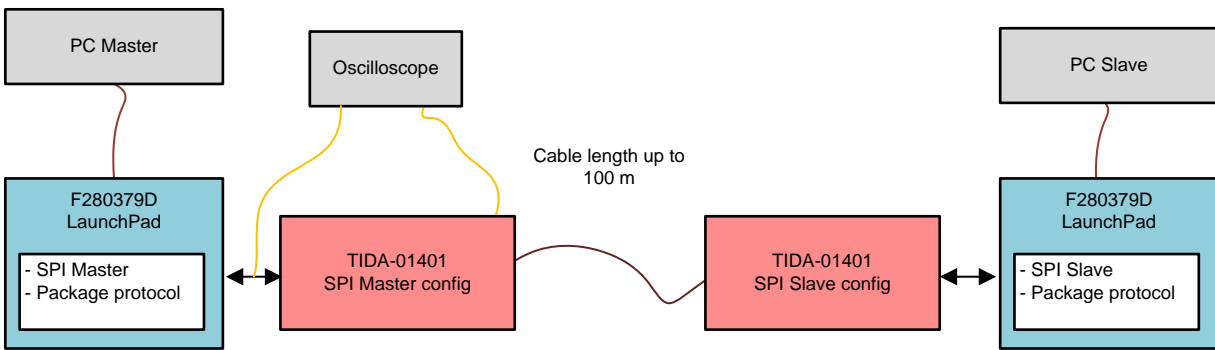 PC Master
Oscilloscope
PC Slave
Cable length up to
100 m
F280379D
LaunchPad
- SPI Master
- Package protocol
TIDA-01401
SPI Master config
TIDA-01401
SPI Slave config
F280379D
LaunchPad
- SPI Slave
- Package protocol